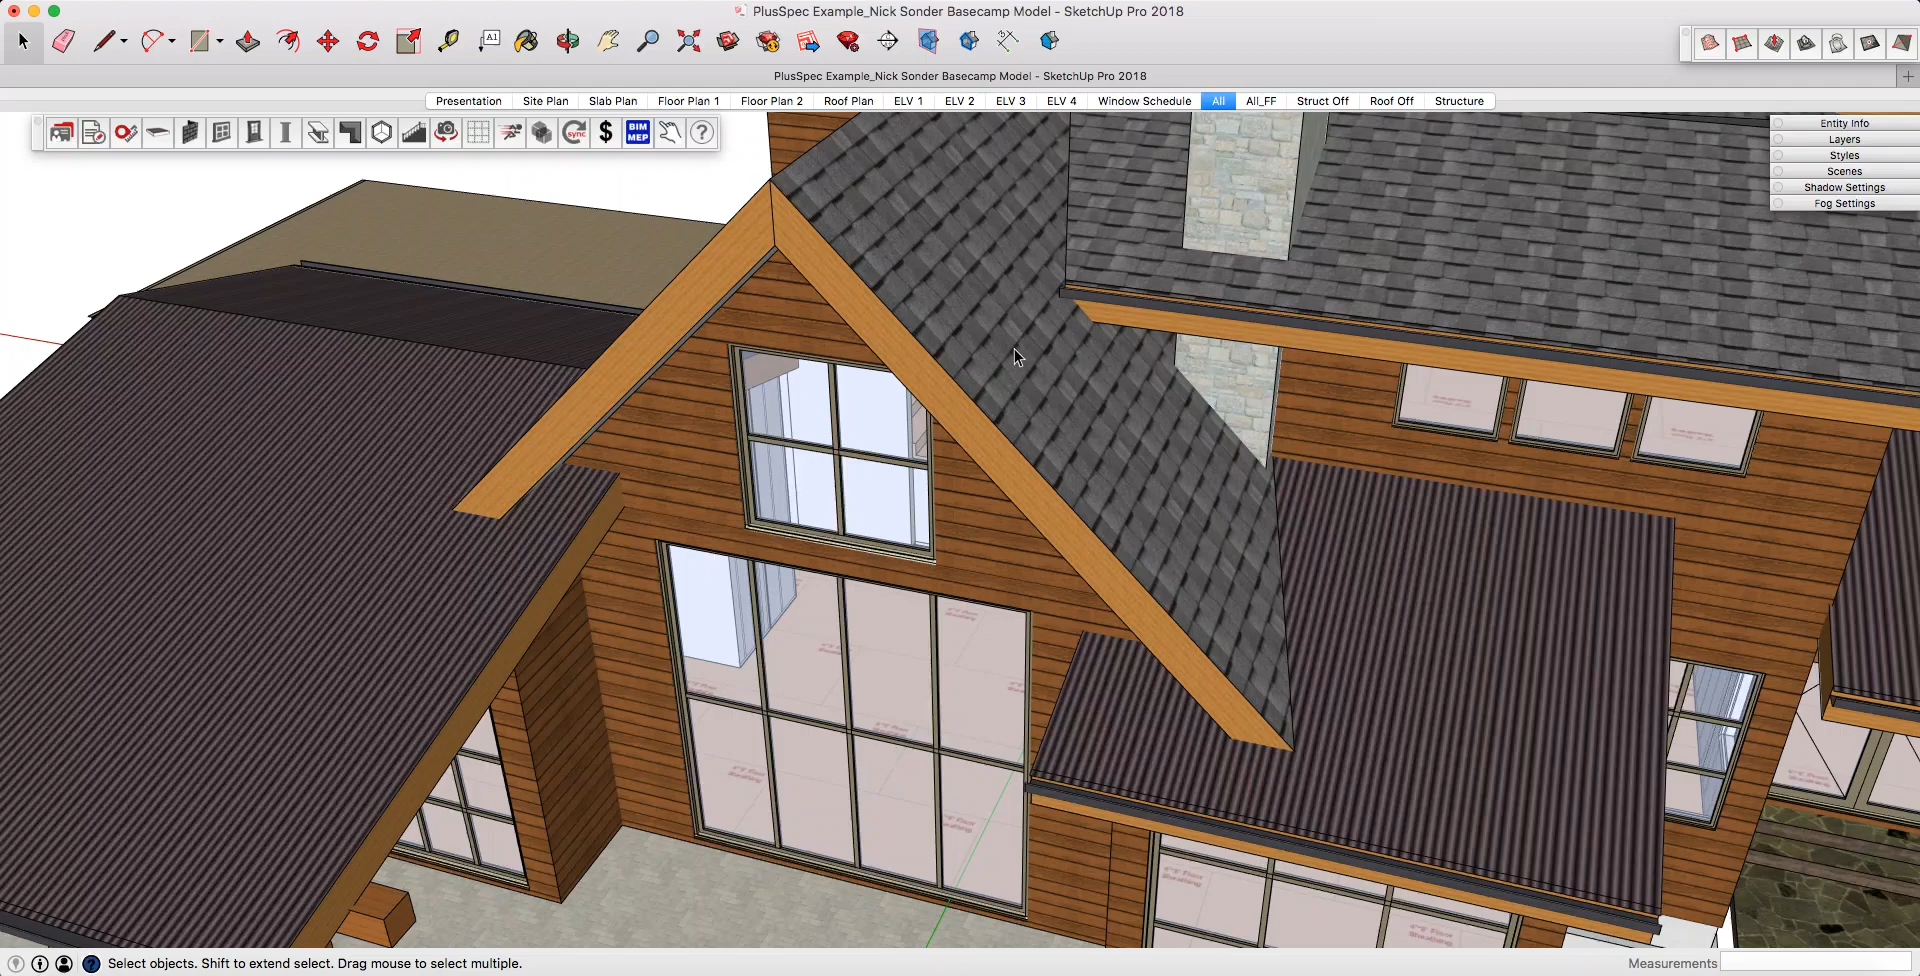 PlusSpec Example_Nick Sonder Basecamp Model - SketchUp Pro 2018
A1
PlusSpec Example_Nick Sonder Basecamp Model - SketchUp Pro 2018
Presentation Site Plan Slab Plan Floor Plan 1 Floor Plan 2 Roof Plan ELV 1 ELV 2 ELV 3 ELV 4 Window Schedule All All_FF Struct Off Roof Off Structure
sync $ BIM MEP ?
Entity Info
Layers
Styles
Scenes
Shadow Settings
Fog Settings
Select objects. Shift to extend select. Drag mouse to select multiple.
Measurements